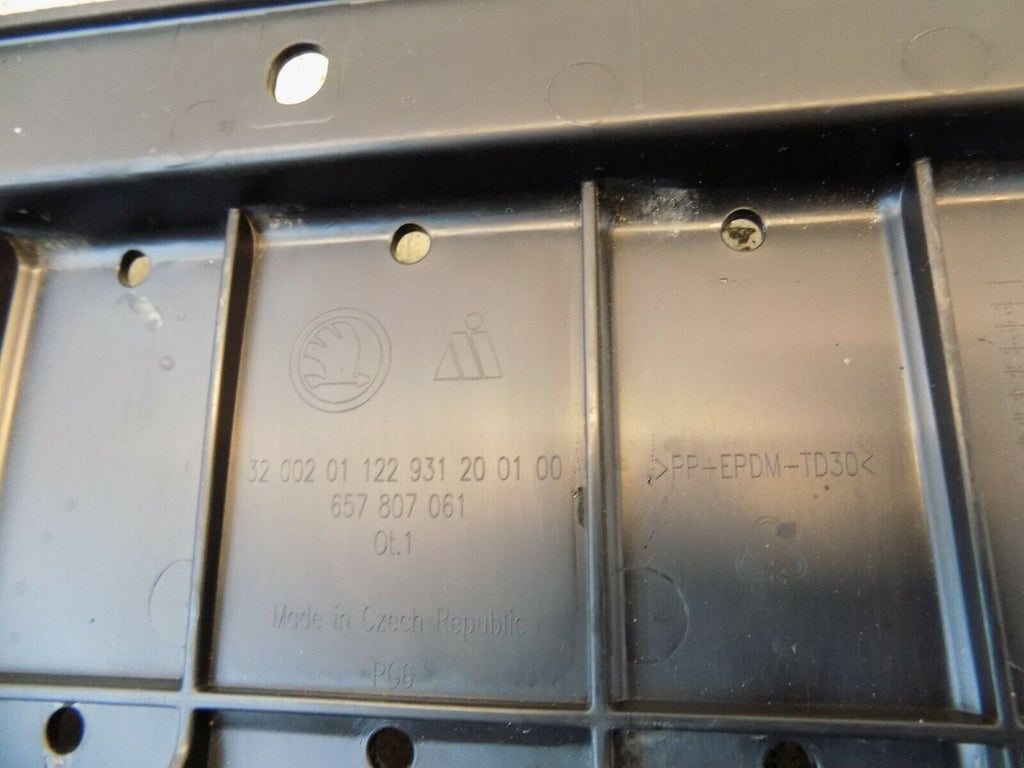 32 002 01 122 931 20 01 00
657 807 061
Ot.1
Made in Czech Republic
PG6
>PP+EPDM-TD30<